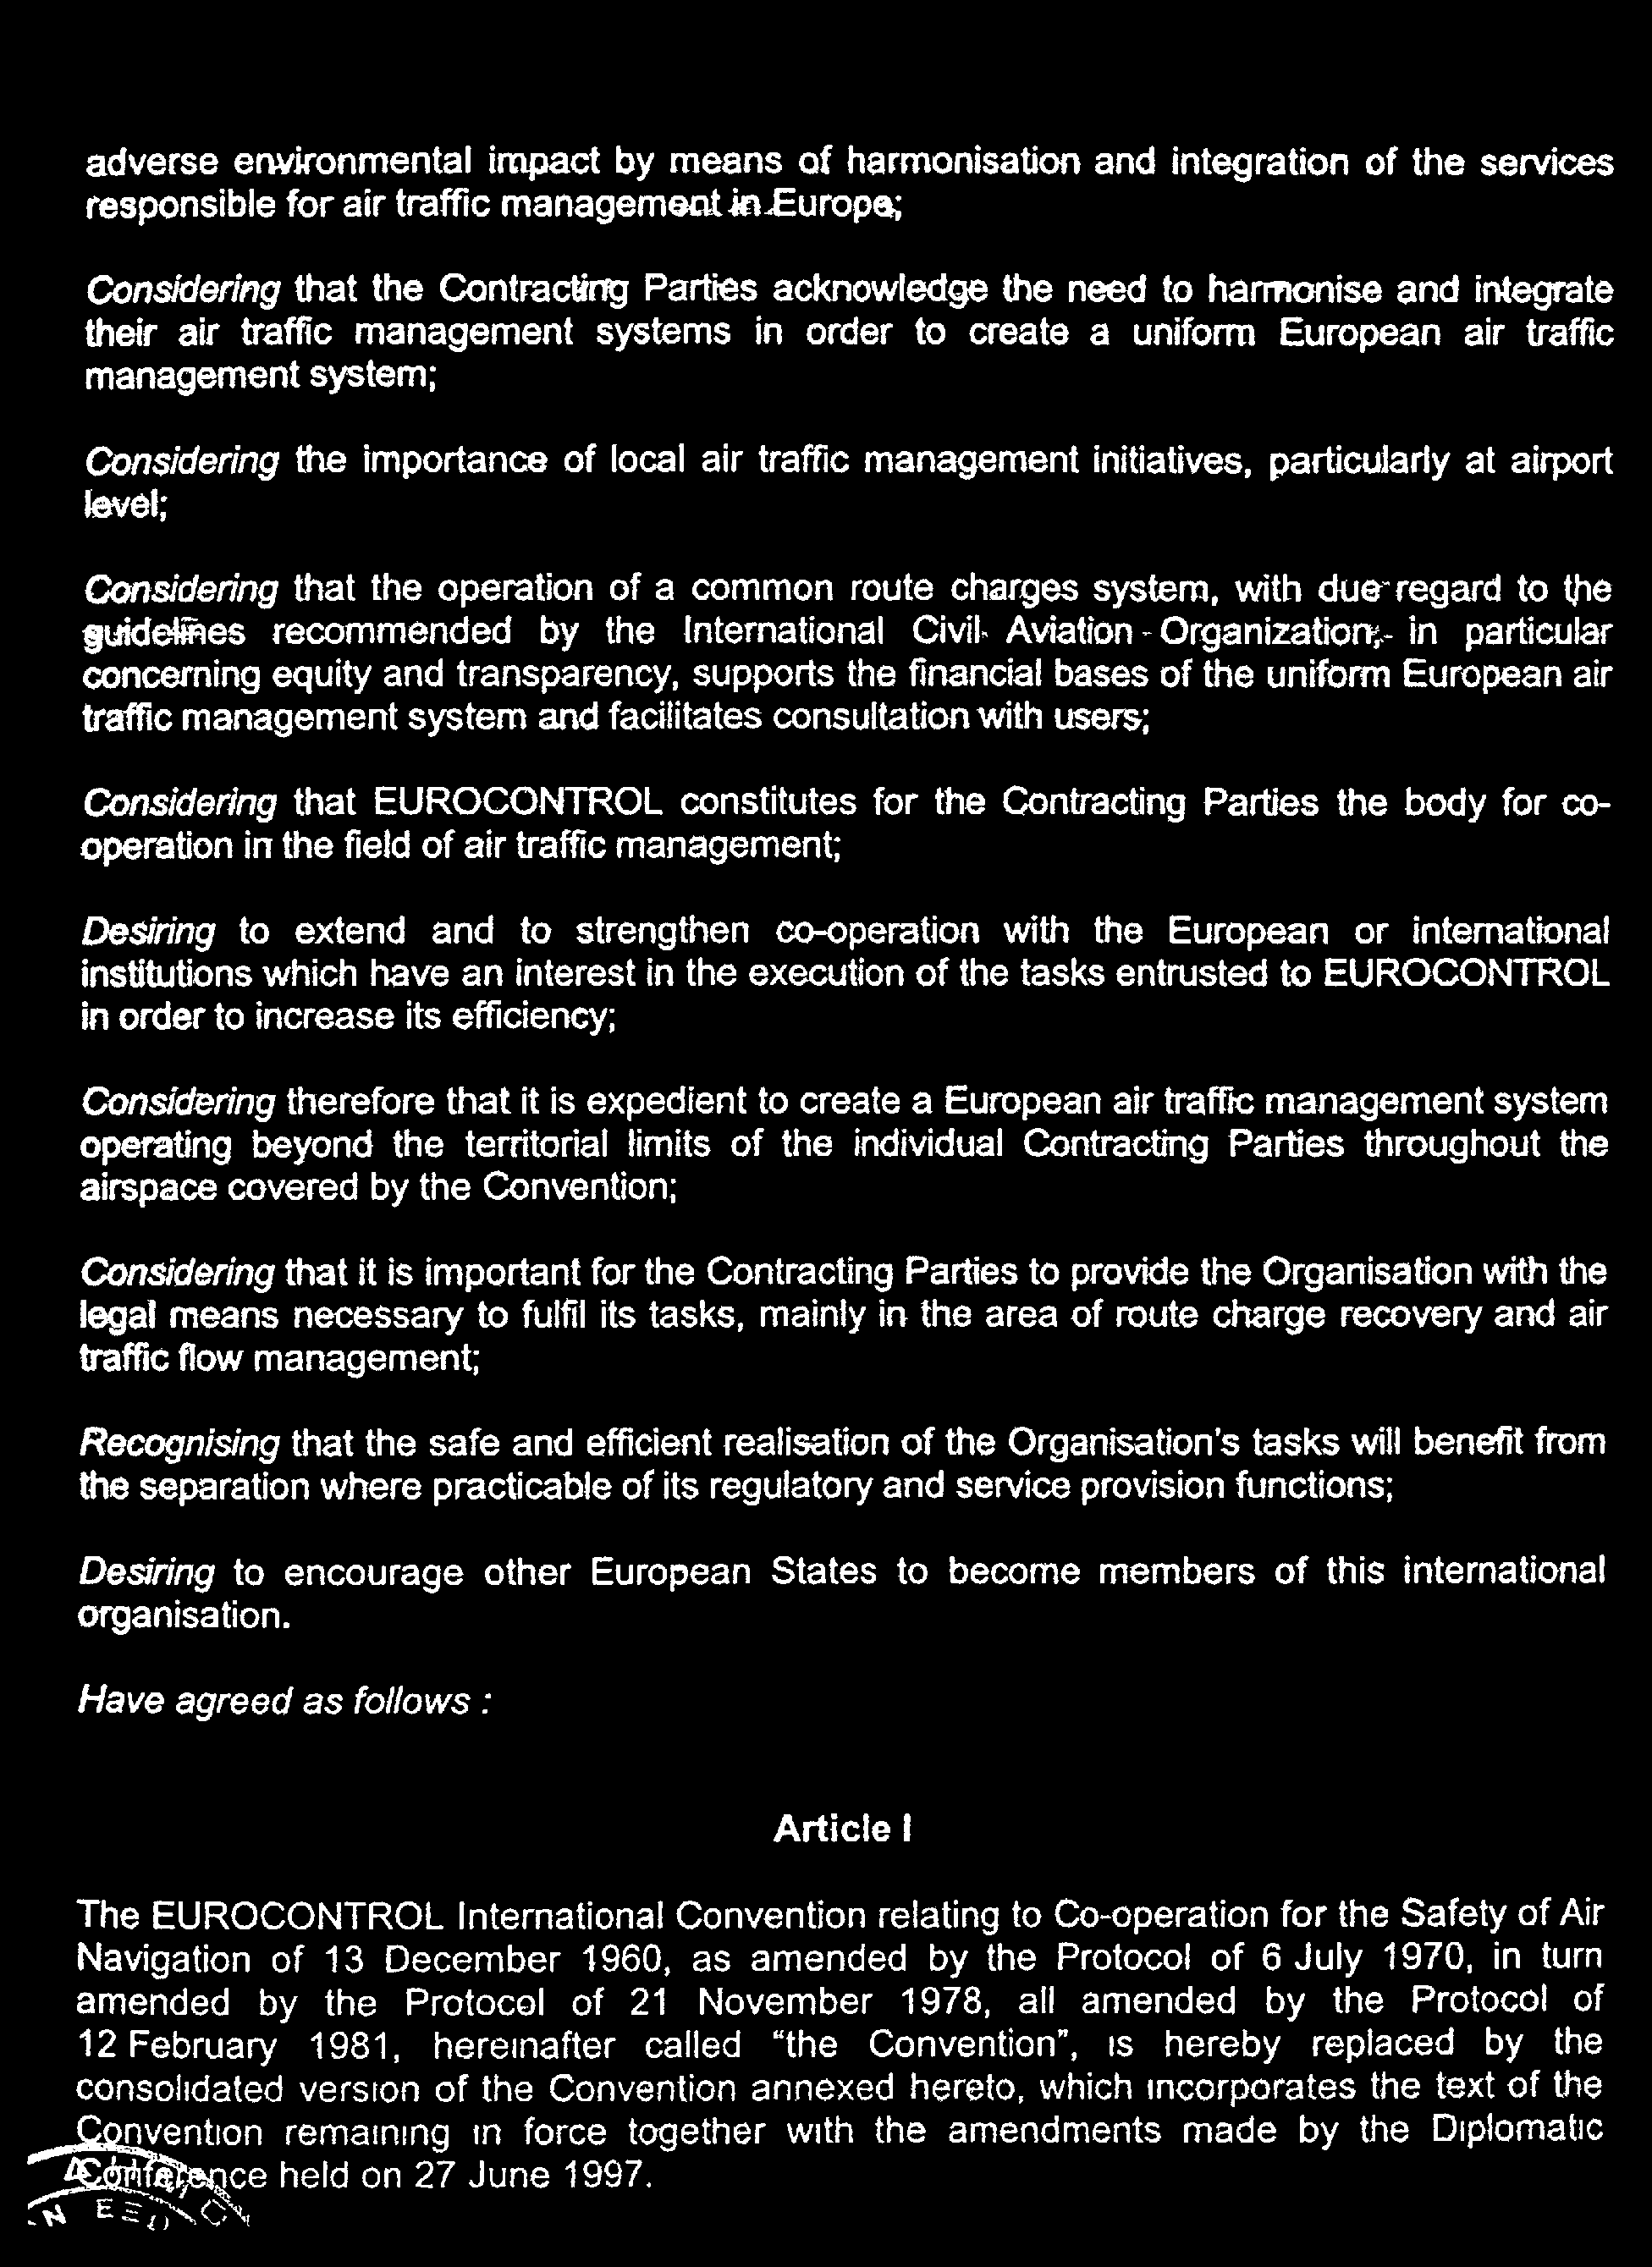 adverse environmental impact by means of harmonisation and integration of the services
responsible for air traffic management in Europe;
Considering that the Contracting Parties acknowledge the need to harmonise and integrate
their air traffic management systems in order to create a uniform European air traffic
management system;
Considering the importance of local air traffic management initiatives, particularly at airport
level;
Considering that the operation of a common route charges system, with due regard to the
guidelines recommended by the International Civil Aviation Organization, in particular
concerning equity and transparency, supports the financial bases of the uniform European air
traffic management system and facilitates consultation with users;
Considering that EUROCONTROL constitutes for the Contracting Parties the body for co-
operation in the field of air traffic management;
Desiring to extend and to strengthen co-operation with the European or international
institutions which have an interest in the execution of the tasks entrusted to EUROCONTROL
in order to increase its efficiency;
Considering therefore that it is expedient to create a European air traffic management system
operating beyond the territorial limits of the individual Contracting Parties throughout the
airspace covered by the Convention;
Considering that it is important for the Contracting Parties to provide the Organisation with the
legal means necessary to fulfil its tasks, mainly in the area of route charge recovery and air
traffic flow management;
Recognising that the safe and efficient realisation of the Organisation's tasks will benefit from
the separation where practicable of its regulatory and service provision functions;
Desiring to encourage other European States to become members of this international
organisation.
Have agreed as follows :
Article I
The EUROCONTROL International Convention relating to Co-operation for the Safety of Air
Navigation of 13 December 1960, as amended by the Protocol of 6 July 1970, in turn
amended by the Protocol of 21 November 1978, all amended by the Protocol of
12 February 1981, hereinafter called “the Convention”, is hereby replaced by the
consolidated version of the Convention annexed hereto, which incorporates the text of the
Convention remaining in force together with the amendments made by the Diplomatic
Conference held on 27 June 1997.